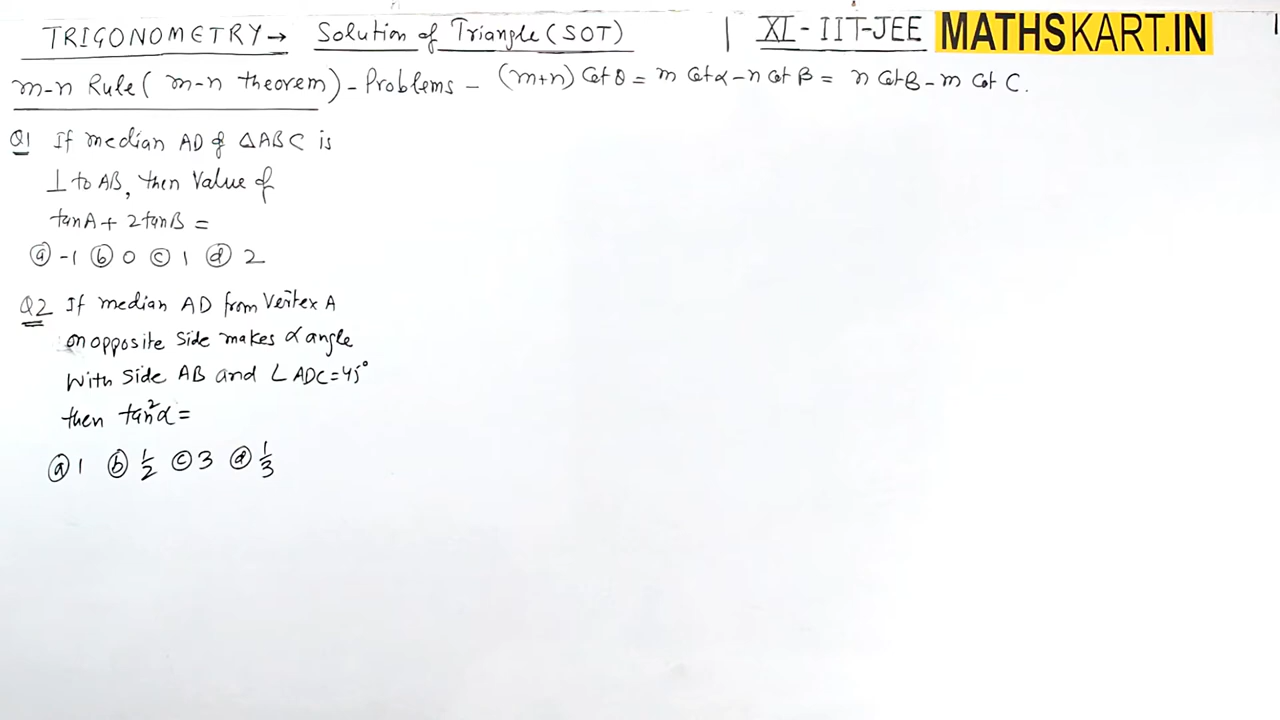 TRIGONOMETRY → Solution of Triangle (SOT) | XI - IIT-JEE MATHSKART.IN
m-n Rule ( m-n theorem) - Problems - (m+n) Cot θ = m Cot α - n Cot β = n Cot B - m Cot C.
Q1 If median AD of △ABC is
⊥ to AB, then Value of
tanA + 2 tanB =
ⓐ -1 ⓑ 0 ⓒ 1 ⓓ 2
Q2 If median AD from Vertex A
on opposite Side makes α angle
With Side AB and ∠ADC = 45°
then tan²α =
ⓐ 1 ⓑ 1/2 ⓒ 3 ⓓ 1/3